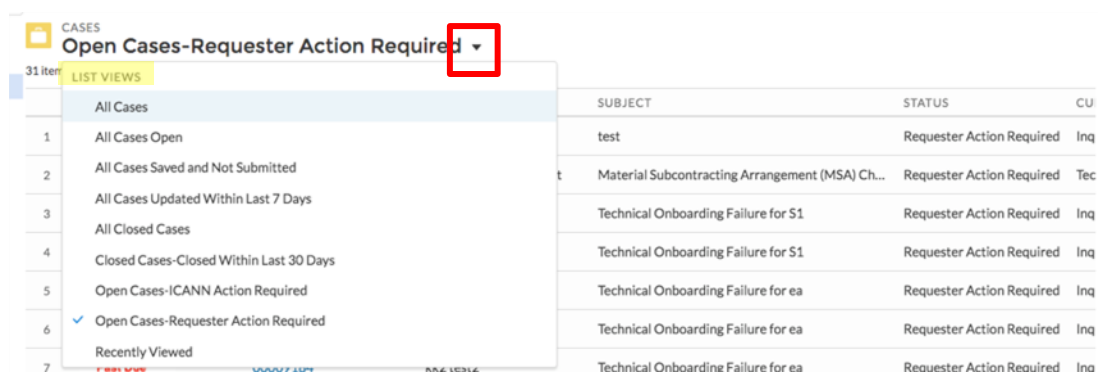 CASES
Open Cases-Requester Action Required
31 item
LIST VIEWS
All Cases
All Cases Open
All Cases Saved and Not Submitted
All Cases Updated Within Last 7 Days
All Closed Cases
Closed Cases-Closed Within Last 30 Days
Open Cases-ICANN Action Required
Open Cases-Requester Action Required
Recently Viewed
SUBJECT STATUS CU
1 test Requester Action Required Inq
2 t Material Subcontracting Arrangement (MSA) Ch... Requester Action Required Tec
3 Technical Onboarding Failure for S1 Requester Action Required Inq
4 Technical Onboarding Failure for S1 Requester Action Required Inq
5 Technical Onboarding Failure for ea Requester Action Required Inq
6 Technical Onboarding Failure for ea Requester Action Required Inq
7 Past Due 00009184 Technical Onboarding Failure for ea Requester Action Required Inq